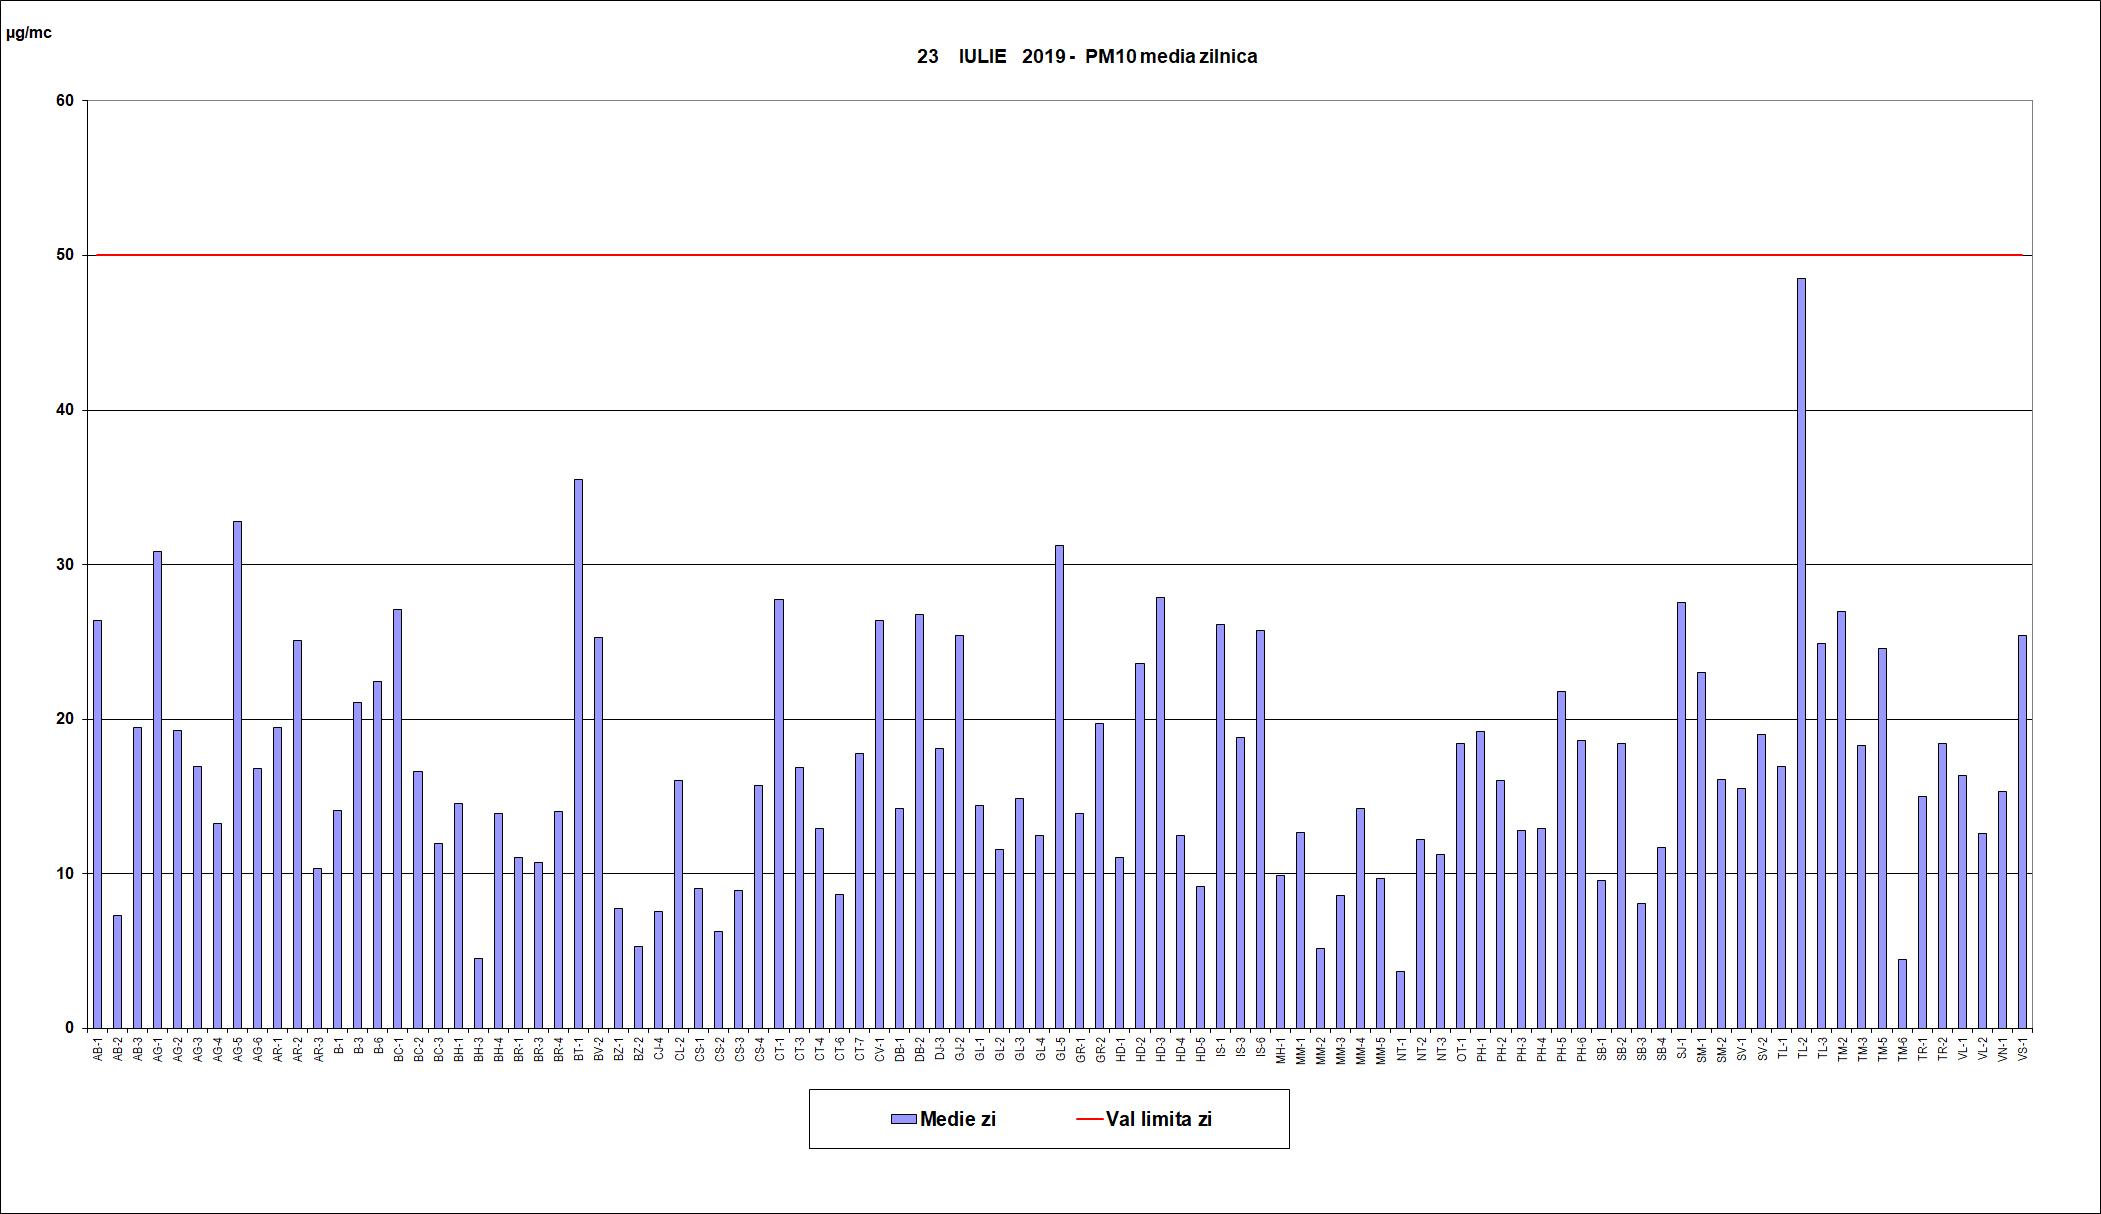 µg/mc
23 IULIE 2019 - PM10 media zilnica
60
50
40
30
20
10
0
AB-1 AB-2 AB-3 AG-1 AG-2 AG-3 AG-4 AG-5 AG-6 AR-1 AR-2 AR-3 B-1 B-3 B-6 BC-1 BC-2 BC-3 BH-1 BH-3 BH-4 BR-1 BR-3 BR-4 BT-1 BV-2 BZ-1 BZ-2 CJ-4 CL-2 CS-1 CS-2 CS-3 CS-4 CT-1 CT-3 CT-4 CT-6 CT-7 CV-1 DB-1 DB-2 DJ-3 GJ-2 GL-1 GL-2 GL-3 GL-4 GL-5 GR-1 GR-2 HD-1 HD-2 HD-3 HD-4 HD-5 IS-1 IS-3 IS-6 MH-1 MM-1 MM-2 MM-3 MM-4 MM-5 NT-1 NT-2 NT-3 OT-1 PH-1 PH-2 PH-3 PH-4 PH-5 PH-6 SB-1 SB-2 SB-3 SB-4 SJ-1 SM-1 SM-2 SV-1 SV-2 TL-1 TL-2 TL-3 TM-2 TM-3 TM-5 TM-6 TR-1 TR-2 VL-1 VL-2 VN-1 VS-1
Medie zi Val limita zi